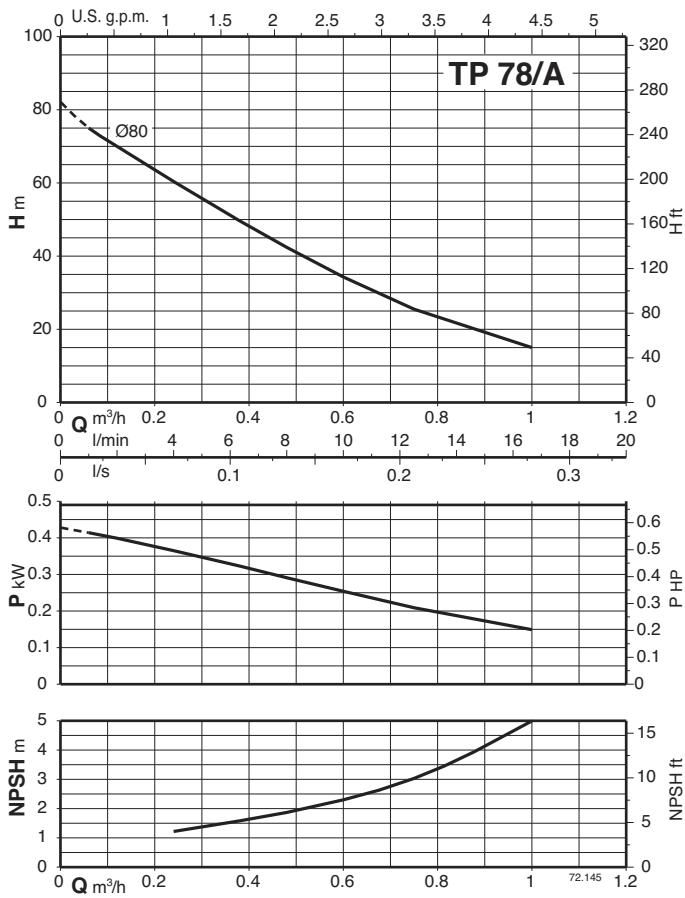 0 U.S. g.p.m. 1 1.5 2 2.5 3 3.5 4 4.5 5
100 80 60 40 20 0
H m
TP 78/A
Ø80
320 280 240 200 160 120 80 40 0
H ft
0 Q m³/h 0.2 0.4 0.6 0.8 1 1.2
0 l/min 4 6 8 10 12 14 16 18 20
0 l/s 0.1 0.2 0.3
0.5 0.4 0.3 0.2 0.1 0
P kW
0.6 0.5 0.4 0.3 0.2 0.1 0
P HP
5 4 3 2 1 0
NPSH m
15 10 5 0
NPSH ft
72.145
0 Q m³/h 0.2 0.4 0.6 0.8 1 1.2